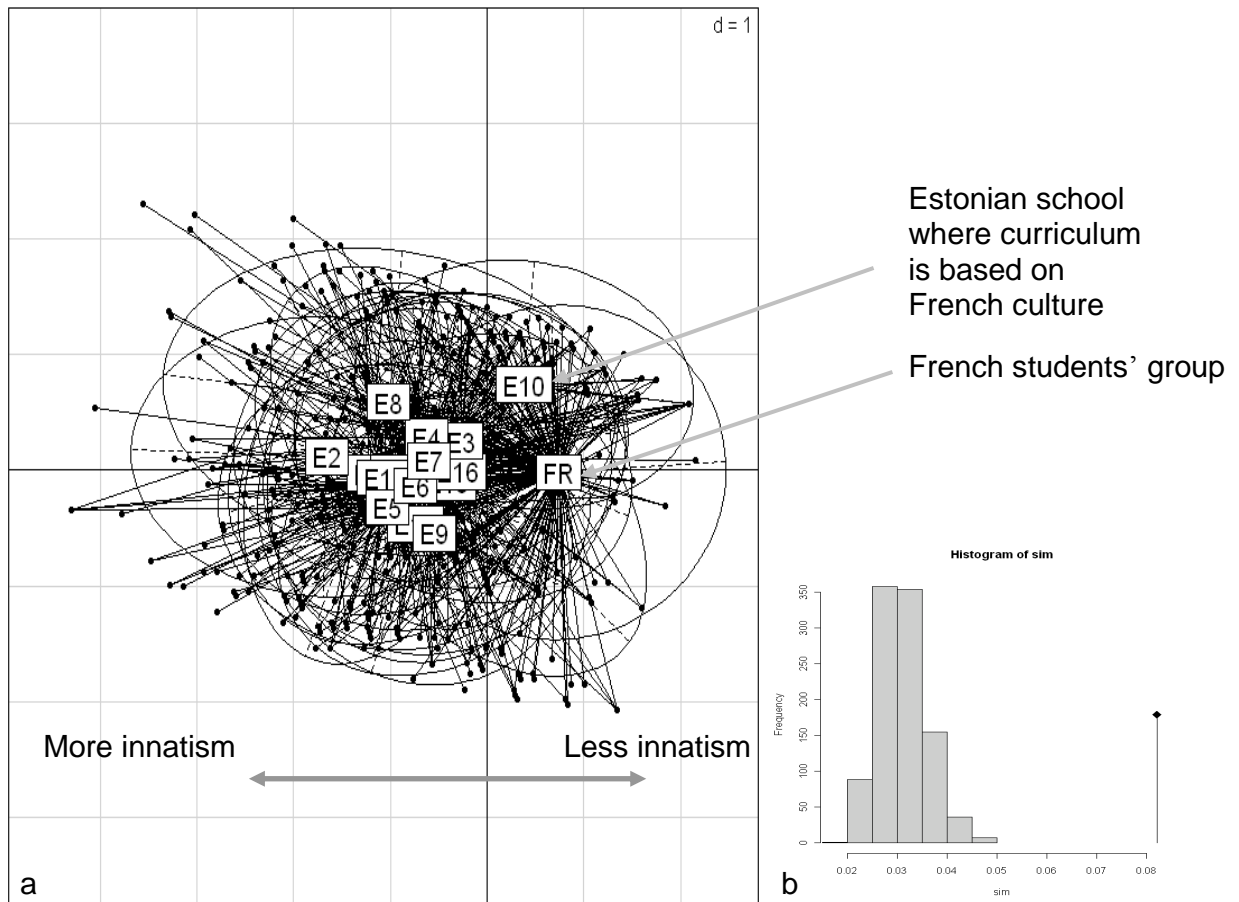 d = 1
Estonian school
where curriculum
is based on
French culture
French students’ group
E10
E8
E4
E3
E7
E2
E1
16
FR
E6
E5
E
E9
More innatism
Less innatism
a
Histogram of sim
Frequency
0
50
100
150
200
250
300
350
0.02
0.03
0.04
0.05
0.06
0.07
0.08
sim
b